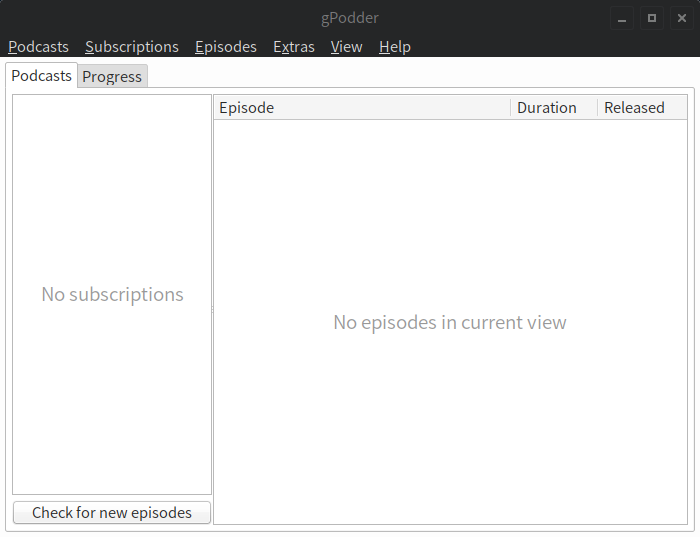 gPodder
Podcasts Subscriptions Episodes Extras View Help
Podcasts Progress
Episode Duration Released
No subscriptions
No episodes in current view
Check for new episodes